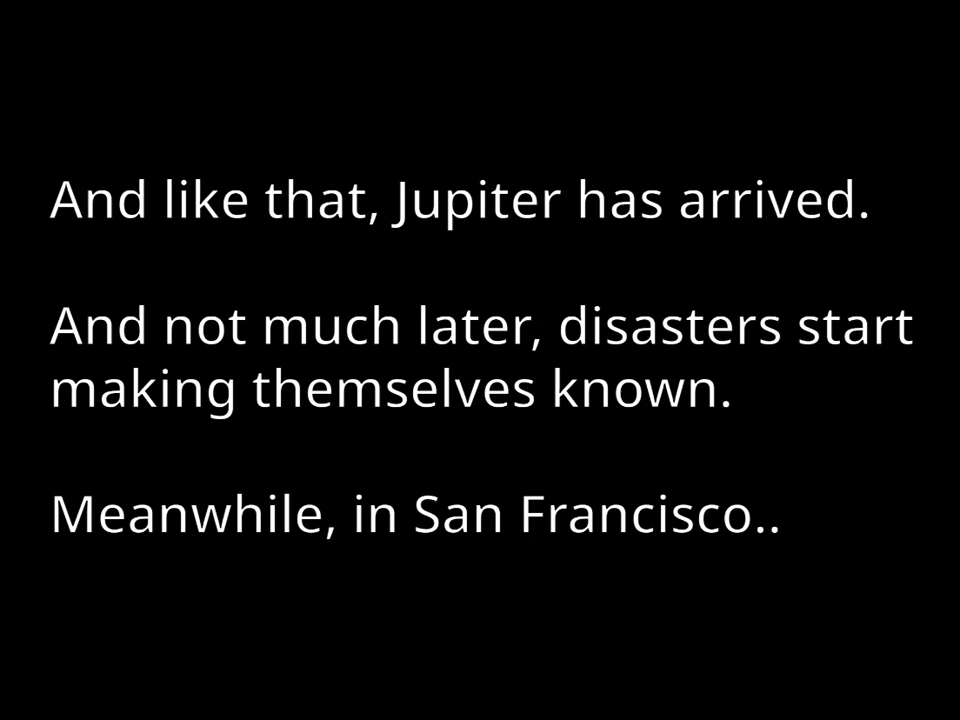 And like that, Jupiter has arrived.
And not much later, disasters start
making themselves known.
Meanwhile, in San Francisco..